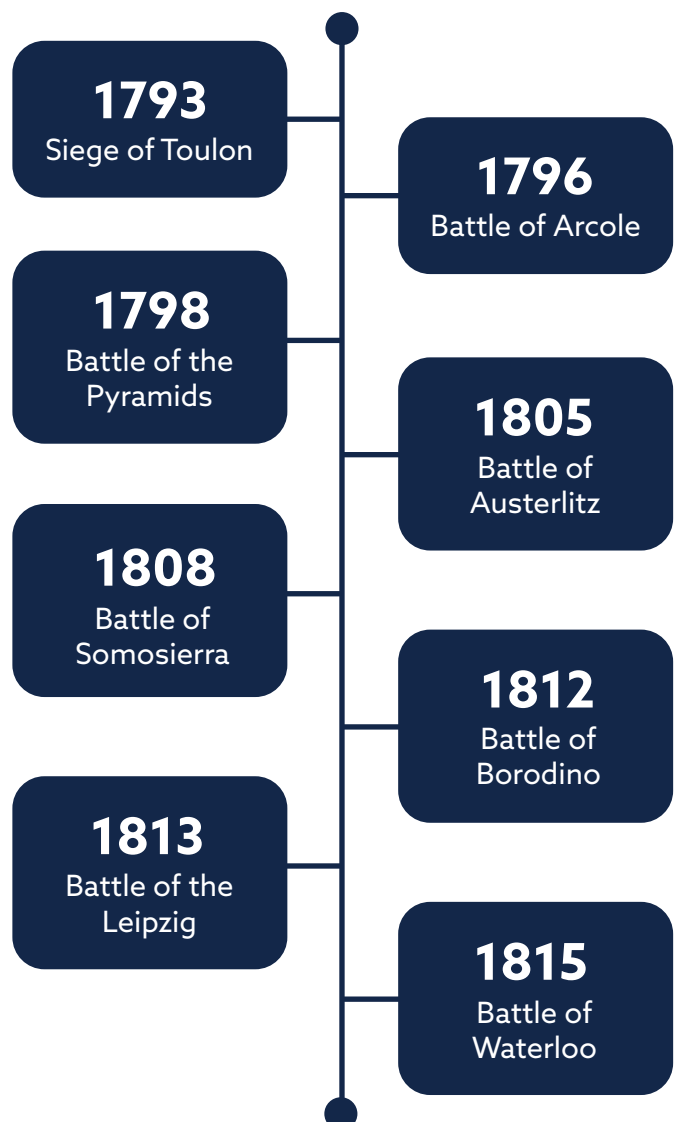 1793
Siege of Toulon
1796
Battle of Arcole
1798
Battle of the
Pyramids
1805
Battle of
Austerlitz
1808
Battle of
Somosierra
1812
Battle of
Borodino
1813
Battle of the
Leipzig
1815
Battle of
Waterloo